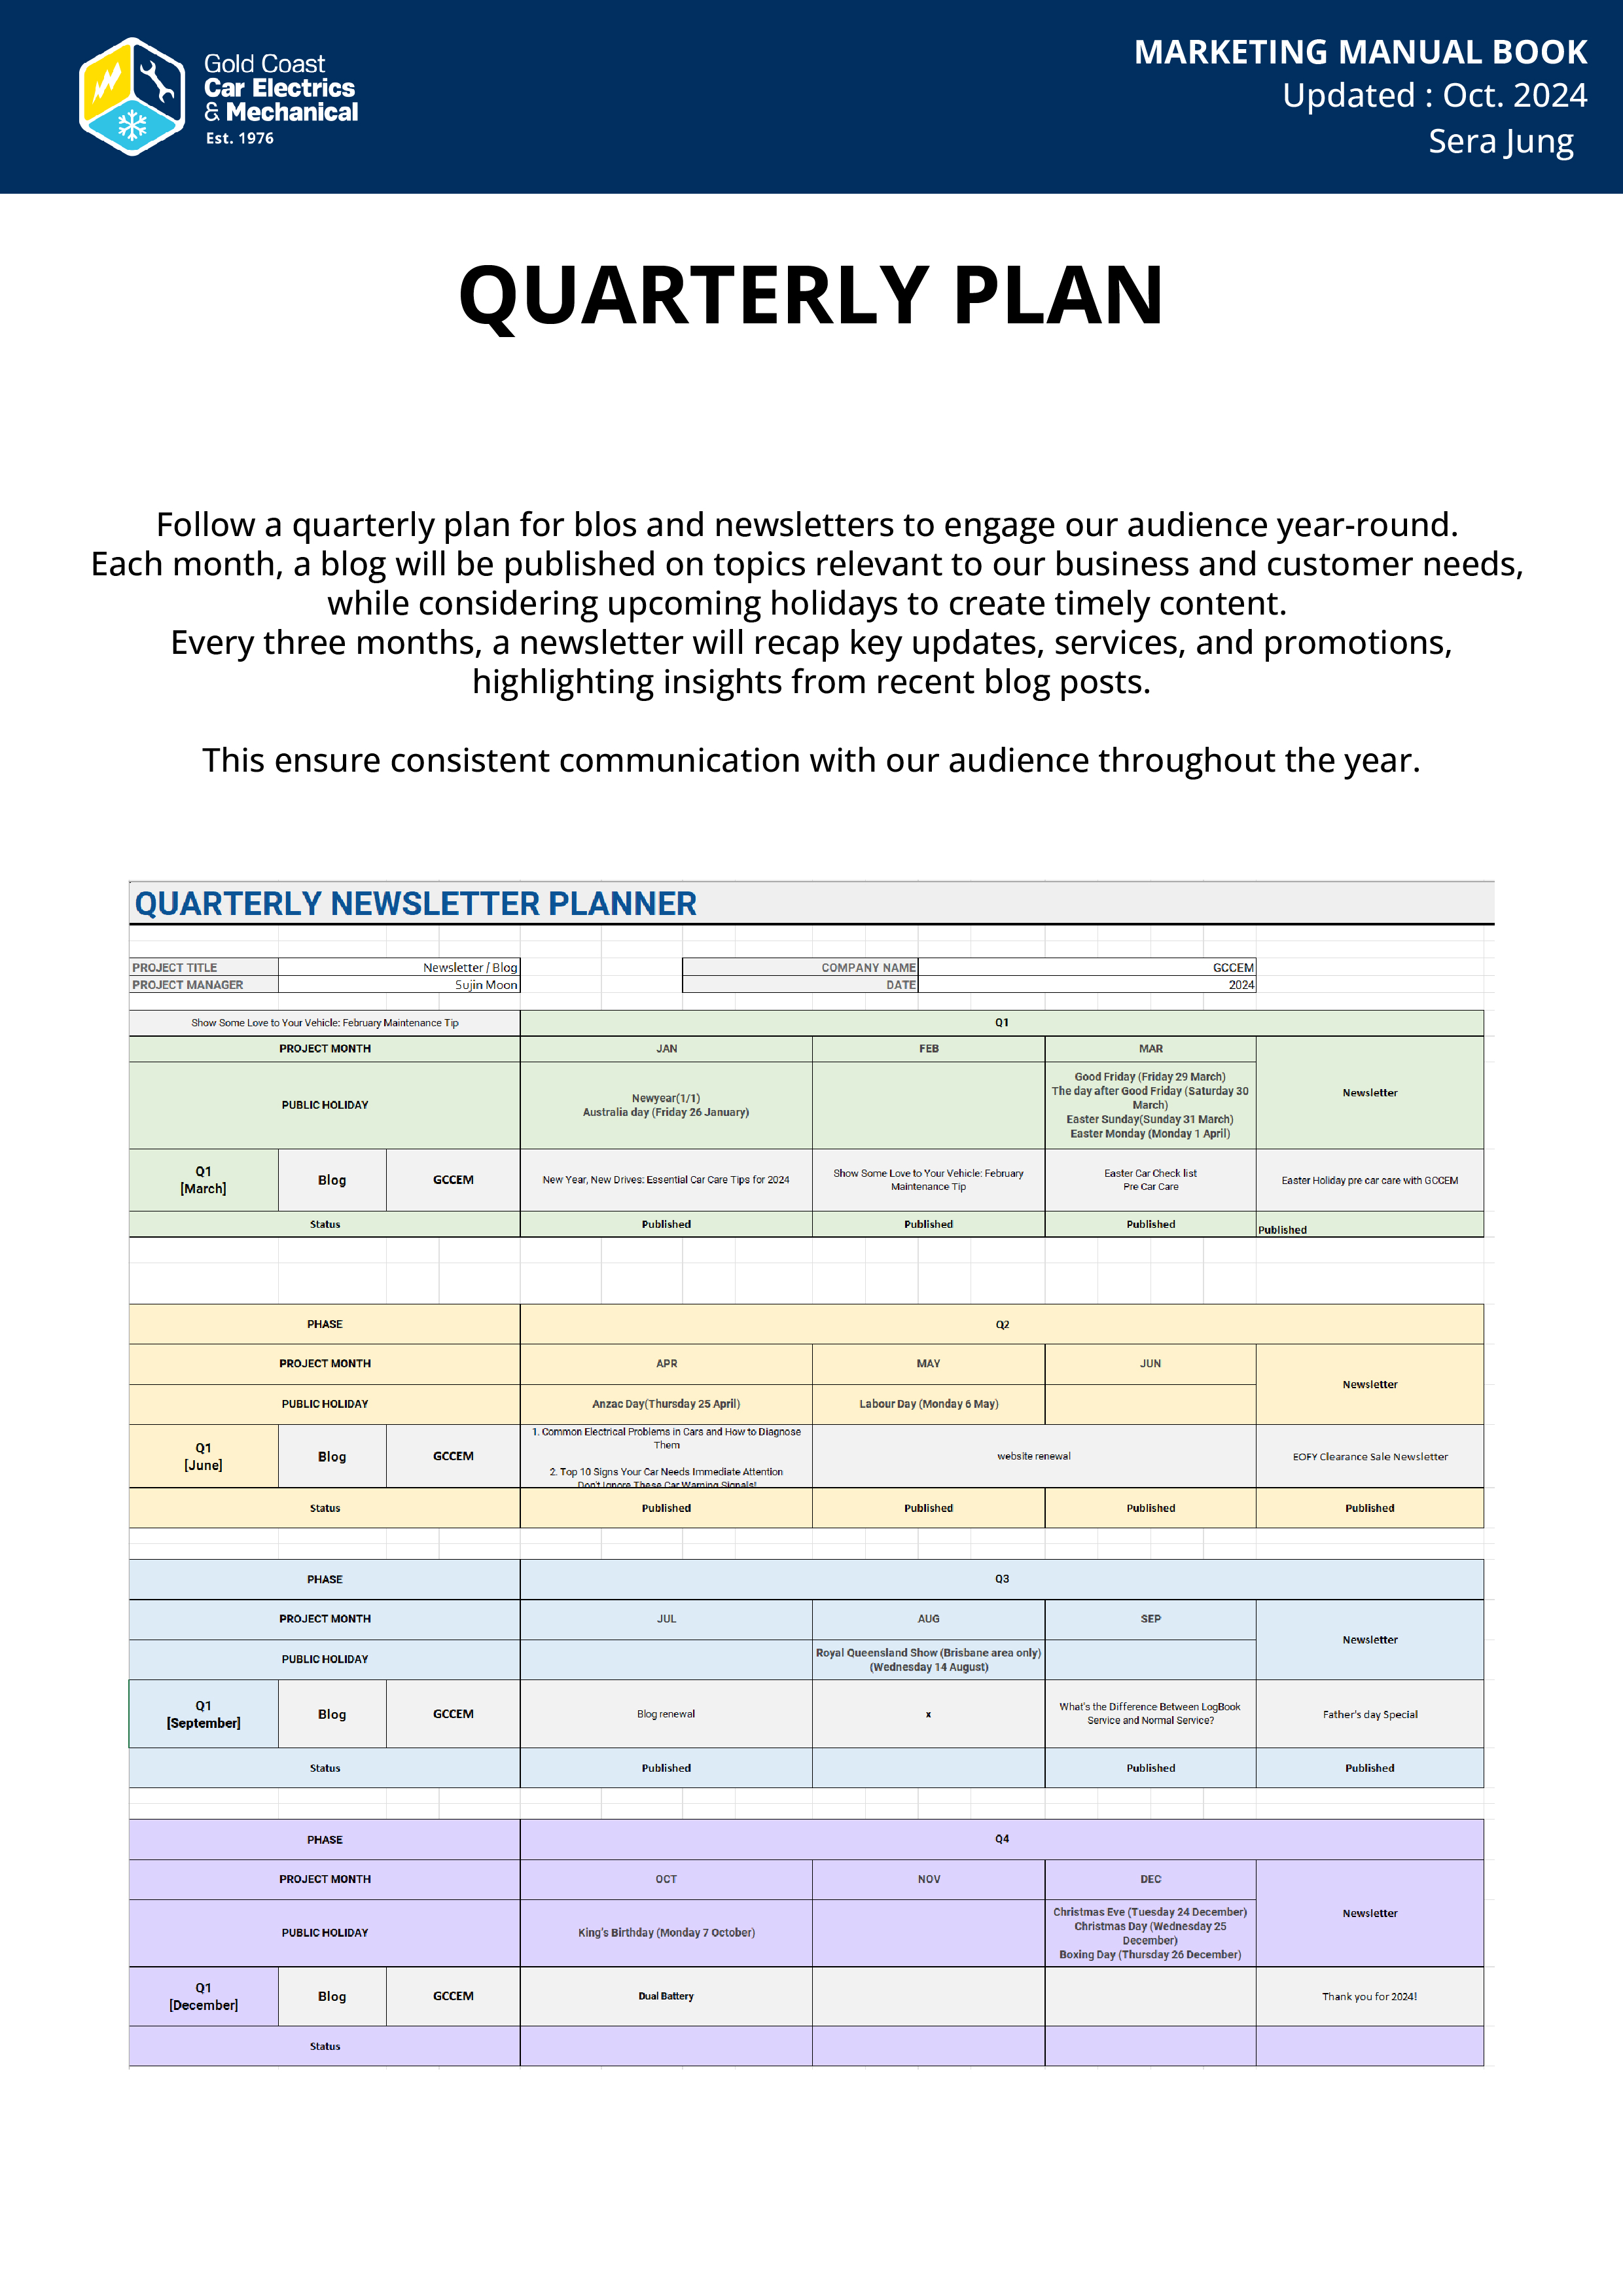 Gold Coast
Car Electrics
& Mechanical
Est. 1976
MARKETING MANUAL BOOK
Updated : Oct. 2024
Sera Jung
QUARTERLY PLAN
Follow a quarterly plan for blos and newsletters to engage our audience year-round.
Each month, a blog will be published on topics relevant to our business and customer needs,
while considering upcoming holidays to create timely content.
Every three months, a newsletter will recap key updates, services, and promotions,
highlighting insights from recent blog posts.
This ensure consistent communication with our audience throughout the year.
QUARTERLY NEWSLETTER PLANNER
PROJECT TITLE Newsletter / Blog COMPANY NAME GCCEM
PROJECT MANAGER Sujin Moon DATE 2024
Show Some Love to Your Vehicle: February Maintenance Tip Q1
PROJECT MONTH JAN FEB MAR
Newsletter
PUBLIC HOLIDAY
Newyear(1/1)
Australia day (Friday 26 January)
Good Friday (Friday 29 March)
The day after Good Friday (Saturday 30
March)
Easter Sunday(Sunday 31 March)
Easter Monday (Monday 1 April)
Q1
[March]
Blog
GCCEM
New Year, New Drives: Essential Car Care Tips for 2024
Show Some Love to Your Vehicle: February
Maintenance Tip
Easter Car Check list
Pre Car Care
Easter Holiday pre car care with GCCEM
Status Published Published Published Published
PHASE Q2
PROJECT MONTH APR MAY JUN
Newsletter
PUBLIC HOLIDAY Anzac Day(Thursday 25 April) Labour Day (Monday 6 May)
Q1
[June]
Blog
GCCEM
1. Common Electrical Problems in Cars and How to Diagnose
Them
2. Top 10 Signs Your Car Needs Immediate Attention
Don't Ignore These Car Warning Signals!
website renewal
EOFY Clearance Sale Newsletter
Status Published Published Published Published
PHASE Q3
PROJECT MONTH JUL AUG SEP
Newsletter
PUBLIC HOLIDAY
Royal Queensland Show (Brisbane area only)
(Wednesday 14 August)
Q1
[September]
Blog
GCCEM
Blog renewal
x
What's the Difference Between LogBook
Service and Normal Service?
Father's day Special
Status Published Published Published
PHASE Q4
PROJECT MONTH OCT NOV DEC
Newsletter
PUBLIC HOLIDAY
King's Birthday (Monday 7 October)
Christmas Eve (Tuesday 24 December)
Christmas Day (Wednesday 25
December)
Boxing Day (Thursday 26 December)
Q1
[December]
Blog
GCCEM
Dual Battery
Thank you for 2024!
Status